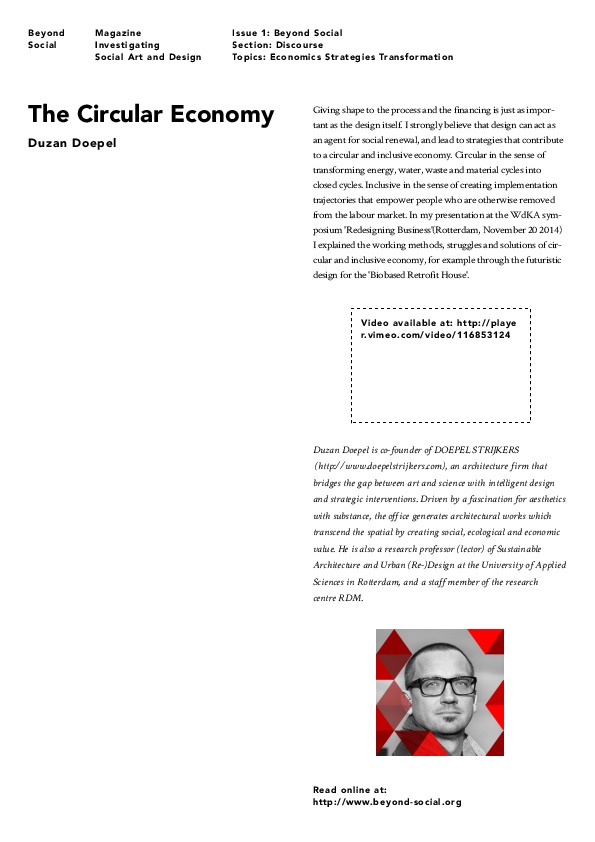 Beyond
Social
Magazine
Investigating
Social Art and Design
Issue 1: Beyond Social
Section: Discourse
Topics: Economics Strategies Transformation
The Circular Economy
Duzan Doepel
Giving shape to the process and the financing is just as impor-
tant as the design itself. I strongly believe that design can act as
an agent for social renewal, and lead to strategies that contribute
to a circular and inclusive economy. Circular in the sense of
transforming energy, water, waste and material cycles into
closed cycles. Inclusive in the sense of creating implementation
trajectories that empower people who are otherwise removed
from the labour market. In my presentation at the WdKA sym-
posium 'Redesigning Business'(Rotterdam, November 20 2014)
I explained the working methods, struggles and solutions of cir-
cular and inclusive economy, for example through the futuristic
design for the 'Biobased Retrofit House'.
Video available at: http://playe
r.vimeo.com/video/116853124
Duzan Doepel is co-founder of DOEPEL STRIJKERS
(http://www.doepelstrijkers.com), an architecture firm that
bridges the gap between art and science with intelligent design
and strategic interventions. Driven by a fascination for aesthetics
with substance, the office generates architectural works which
transcend the spatial by creating social, ecological and economic
value. He is also a research professor (lector) of Sustainable
Architecture and Urban (Re-)Design at the University of Applied
Sciences in Rotterdam, and a staff member of the research
centre RDM.
Read online at:
http://www.beyond-social.org